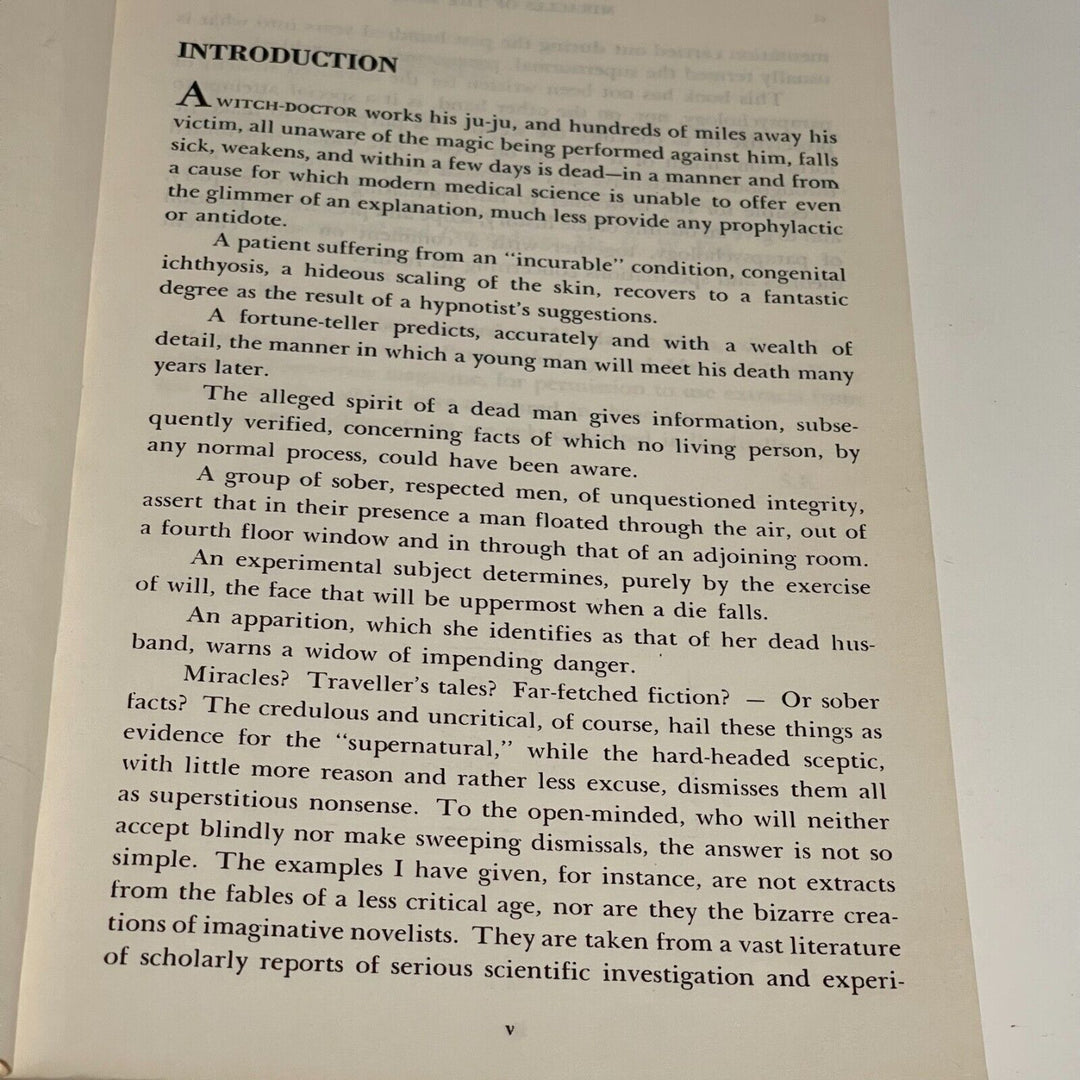 INTRODUCTION
A WITCH-DOCTOR works his ju-ju, and hundreds of miles away his
victim, all unaware of the magic being performed against him, falls
sick, weakens, and within a few days is dead—in a manner and from
a cause for which modern medical science is unable to offer even
the glimmer of an explanation, much less provide any prophylactic
or antidote.
A patient suffering from an “incurable” condition, congenital
ichthyosis, a hideous scaling of the skin, recovers to a fantastic
degree as the result of a hypnotist’s suggestions.
A fortune-teller predicts, accurately and with a wealth of
detail, the manner in which a young man will meet his death many
years later.
The alleged spirit of a dead man gives information, subse-
quently verified, concerning facts of which no living person, by
any normal process, could have been aware.
A group of sober, respected men, of unquestioned integrity,
assert that in their presence a man floated through the air, out of
a fourth floor window and in through that of an adjoining room.
An experimental subject determines, purely by the exercise
of will, the face that will be uppermost when a die falls.
An apparition, which she identifies as that of her dead hus-
band, warns a widow of impending danger.
Miracles? Traveller’s tales? Far-fetched fiction? — Or sober
facts? The credulous and uncritical, of course, hail these things as
evidence for the “supernatural,” while the hard-headed sceptic,
with little more reason and rather less excuse, dismisses them all
as superstitious nonsense. To the open-minded, who will neither
accept blindly nor make sweeping dismissals, the answer is not so
simple. The examples I have given, for instance, are not extracts
from the fables of a less critical age, nor are they the bizarre crea-
tions of imaginative novelists. They are taken from a vast literature
of scholarly reports of serious scientific investigation and experi-
v